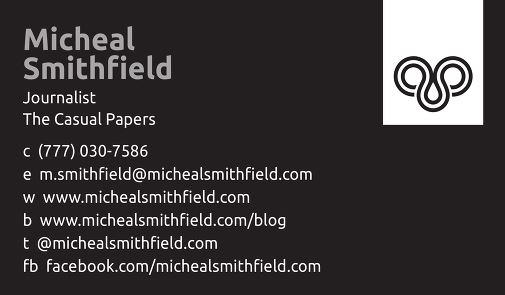 Micheal
Smithfield
Journalist
The Casual Papers
c (777) 030-7586
e m.smithfield@michealsmithfield.com
w www.michealsmithfield.com
b www.michealsmithfield.com/blog
t @michealsmithfield.com
fb facebook.com/michealsmithfield.com